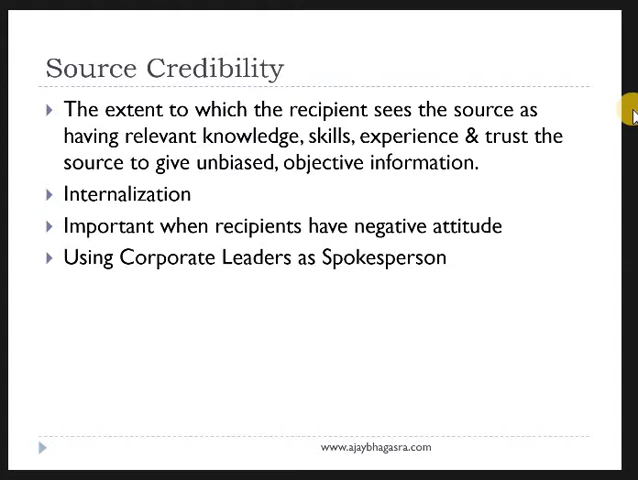 Source Credibility
The extent to which the recipient sees the source as
having relevant knowledge, skills, experience & trust the
source to give unbiased, objective information.
Internalization
Important when recipients have negative attitude
Using Corporate Leaders as Spokesperson
www.ajaybhagasra.com